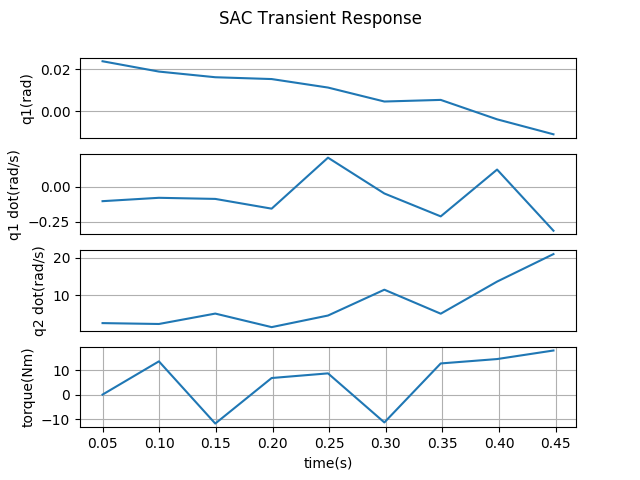 SAC Transient Response
q1(rad)
0.02
0.00
q1 dot(rad/s)
0.00
−0.25
q2 dot(rad/s)
20
10
torque(Nm)
10
0
−10
0.05 0.10 0.15 0.20 0.25 0.30 0.35 0.40 0.45
time(s)